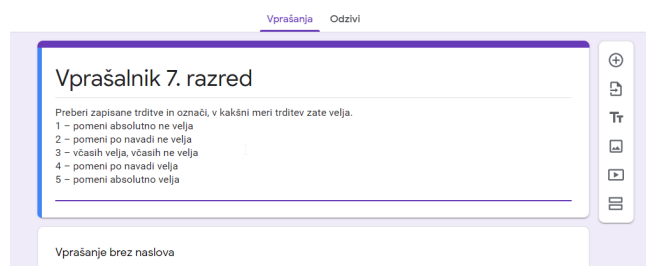 Vprašanja Odzivi
Vprašalnik 7. razred
Preberi zapisane trditve in označi, v kakšni meri trditev zate velja.
1 – pomeni absolutno ne velja
2 – pomeni po navadi ne velja
3 – včasih velja, včasih ne velja
4 – pomeni po navadi velja
5 – pomeni absolutno velja
Tт
Vprašanje brez naslova